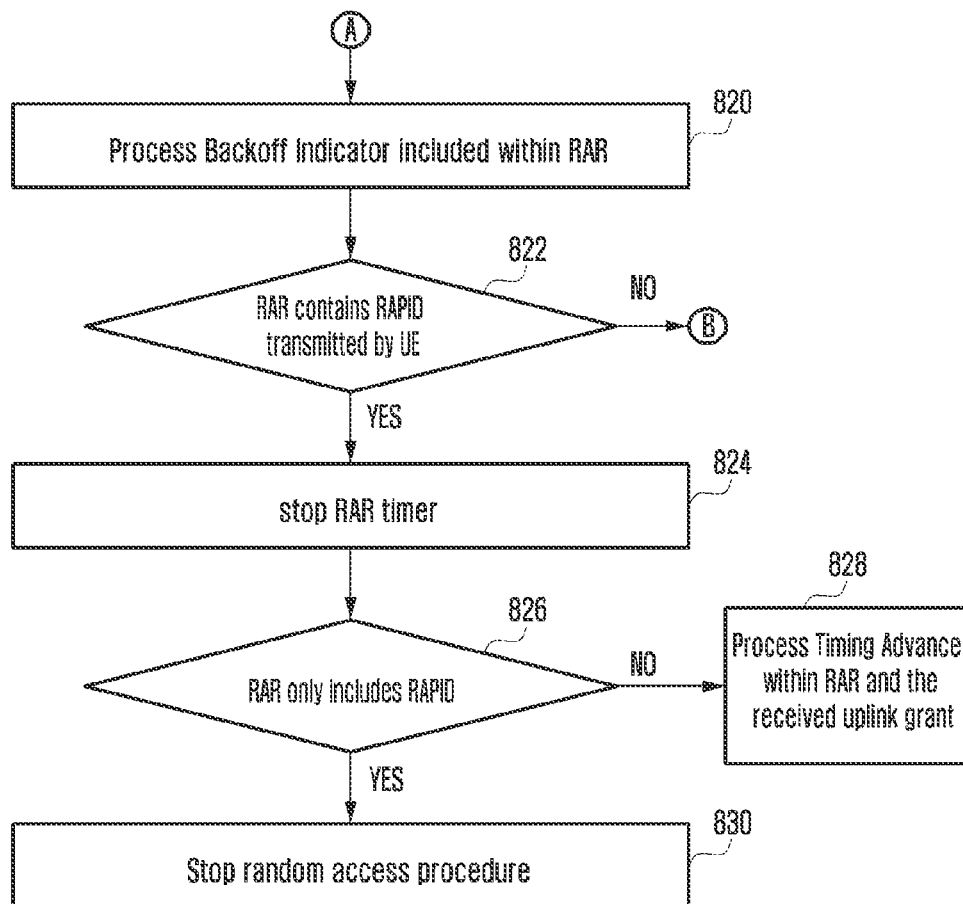 A
820
Process Backoff Indicator included within RAR
822
RAR contains RAPID
transmitted by UE
NO
B
YES
824
stop RAR timer
826
RAR only includes RAPID
NO
828
Process Timing Advance
within RAR and the
received uplink grant
YES
830
Stop random access procedure